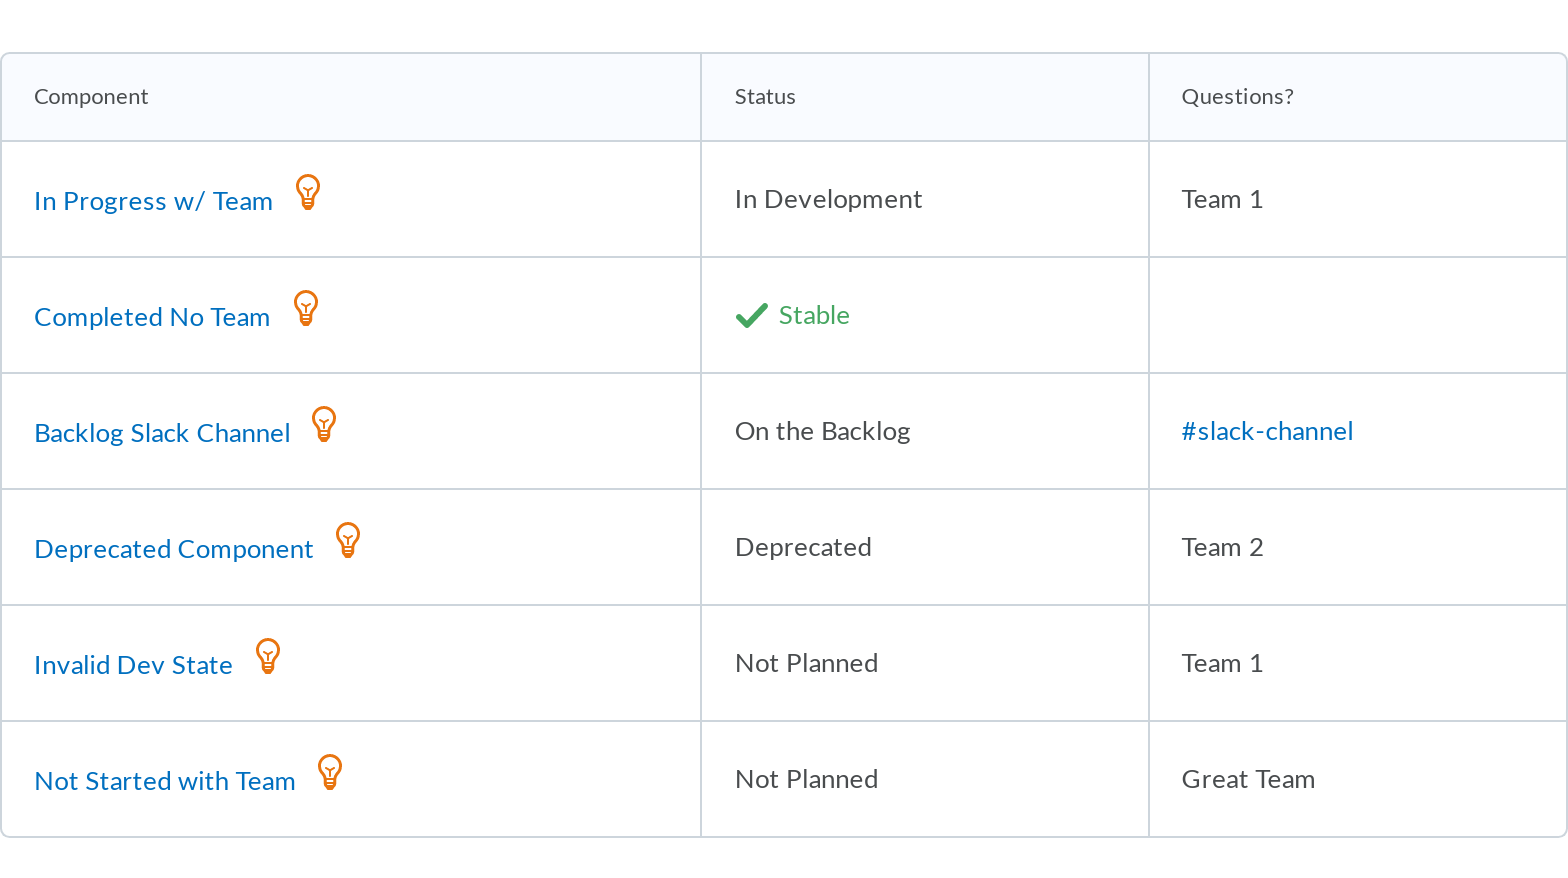 Component Status Questions?
In Progress w/ Team In Development Team 1
Completed No Team Stable
Backlog Slack Channel On the Backlog #slack-channel
Deprecated Component Deprecated Team 2
Invalid Dev State Not Planned Team 1
Not Started with Team Not Planned Great Team